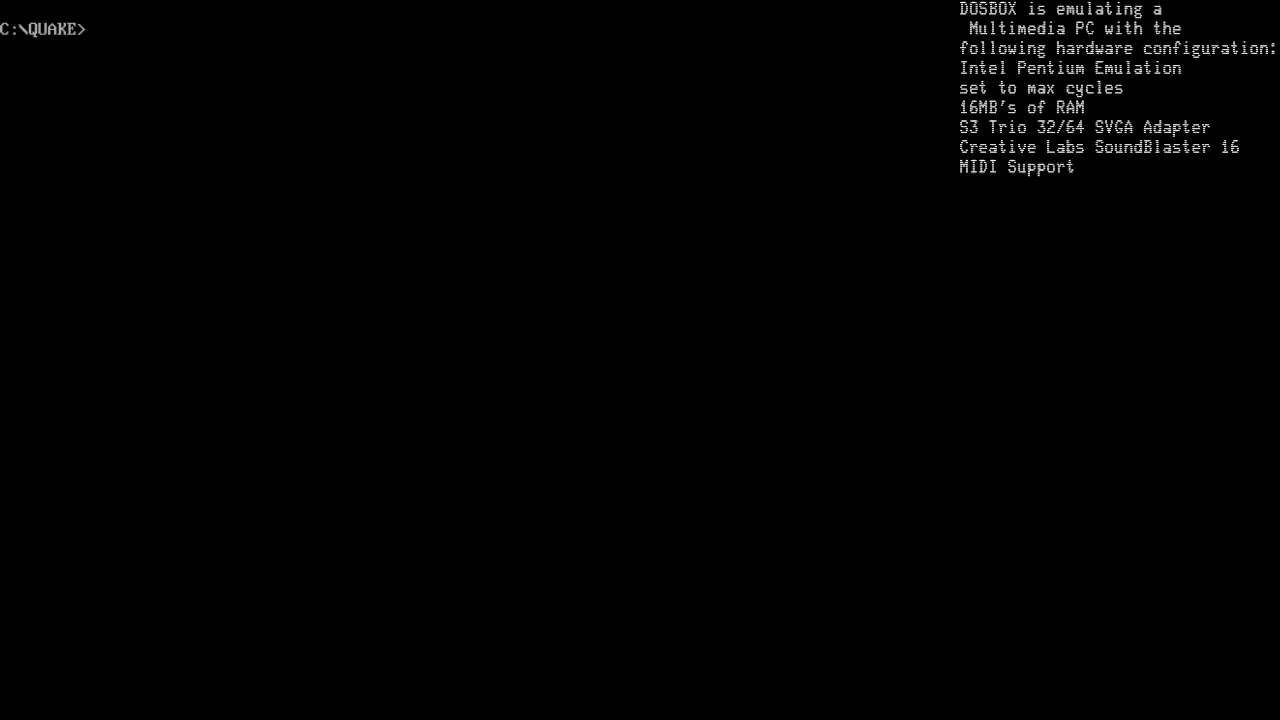 C:\QUAKE>
DOSBOX is emulating a
Multimedia PC with the
following hardware configuration:
Intel Pentium Emulation
set to max cycles
16MB's of RAM
S3 Trio 32/64 SVGA Adapter
Creative Labs SoundBlaster 16
MIDI Support